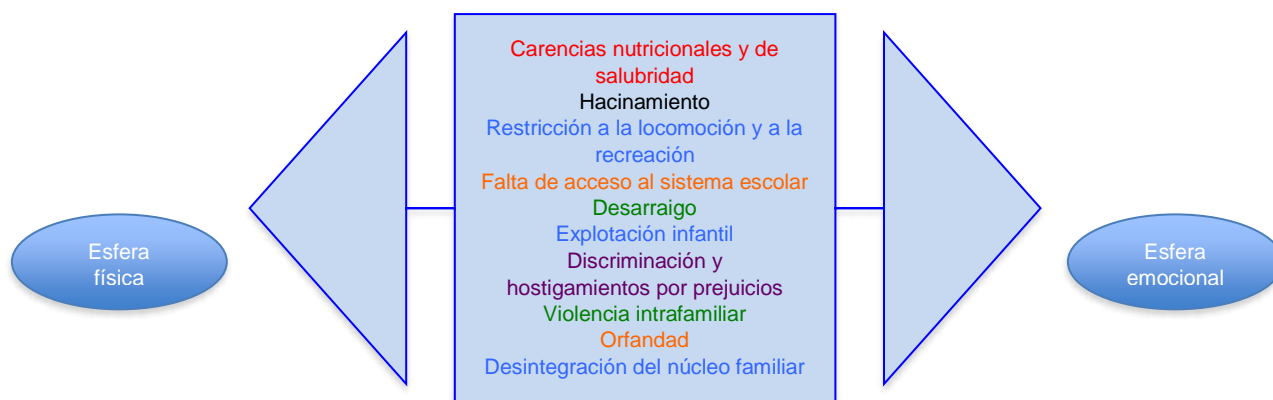 Carencias nutricionales y de
salubridad
Hacinamiento
Restricción a la locomoción y a la
recreación
Falta de acceso al sistema escolar
Desarraigo
Explotación infantil
Discriminación y
hostigamientos por prejuicios
Violencia intrafamiliar
Orfandad
Desintegración del núcleo familiar
Esfera
física
Esfera
emocional